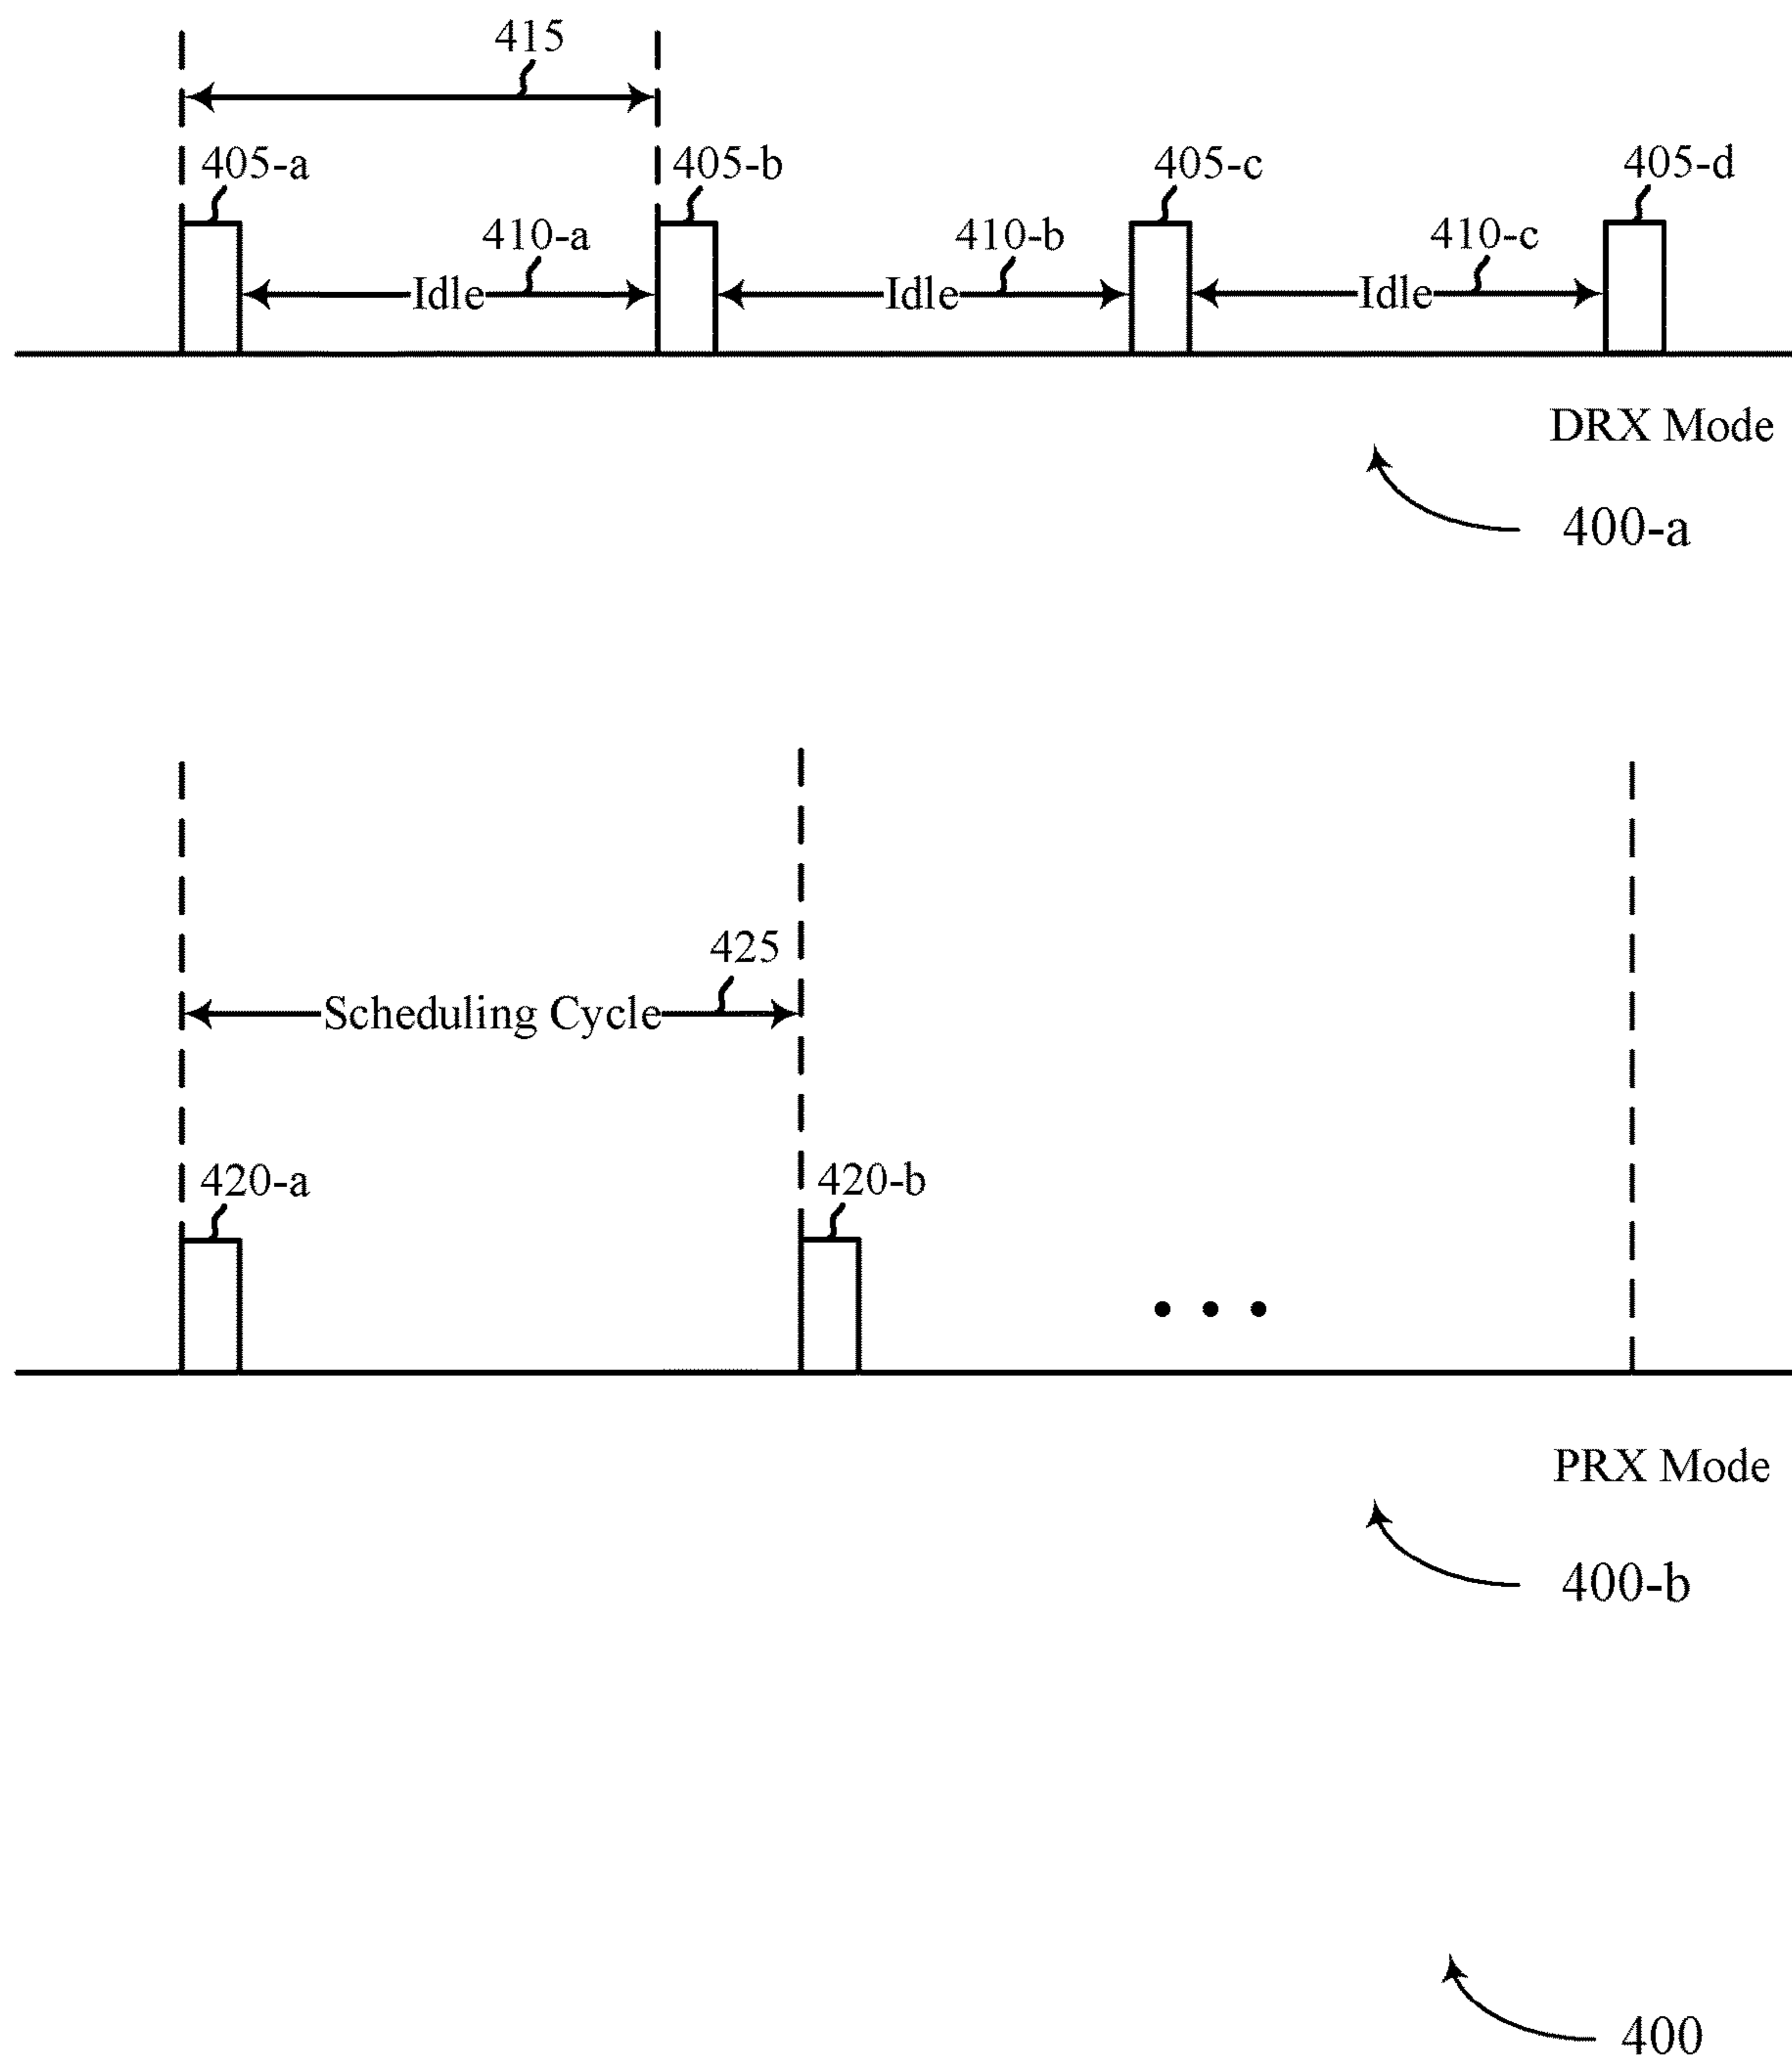 415
405-a
405-b
405-c
405-d
410-a
410-b
410-c
Idle
Idle
Idle
DRX Mode
400-a
425
Scheduling Cycle
420-a
420-b
PRX Mode
400-b
400